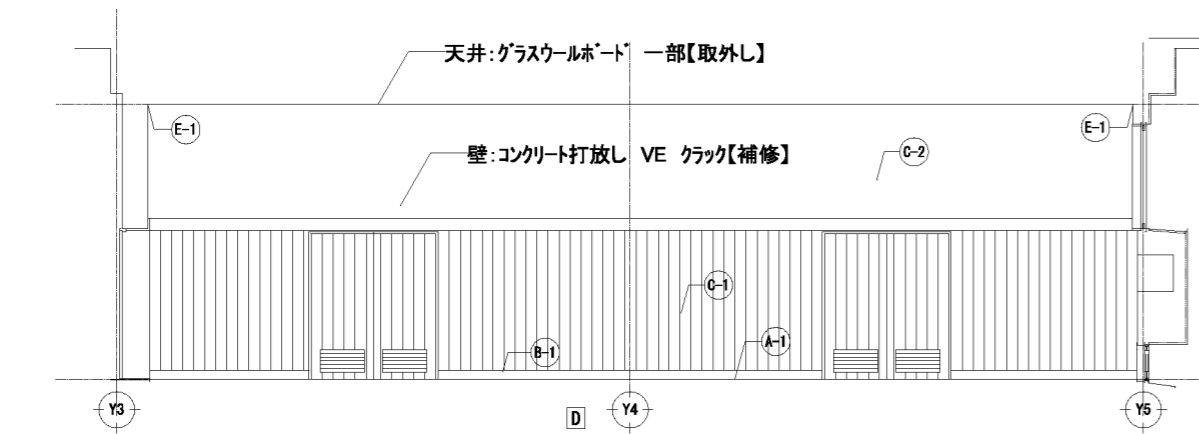 天井：グラスウールボード 一部【取外し】
E-1
E-1
壁：コンクリート打放し VE クラック【補修】
C-2
C-1
B-1
A-1
Y3
D
Y4
Y5